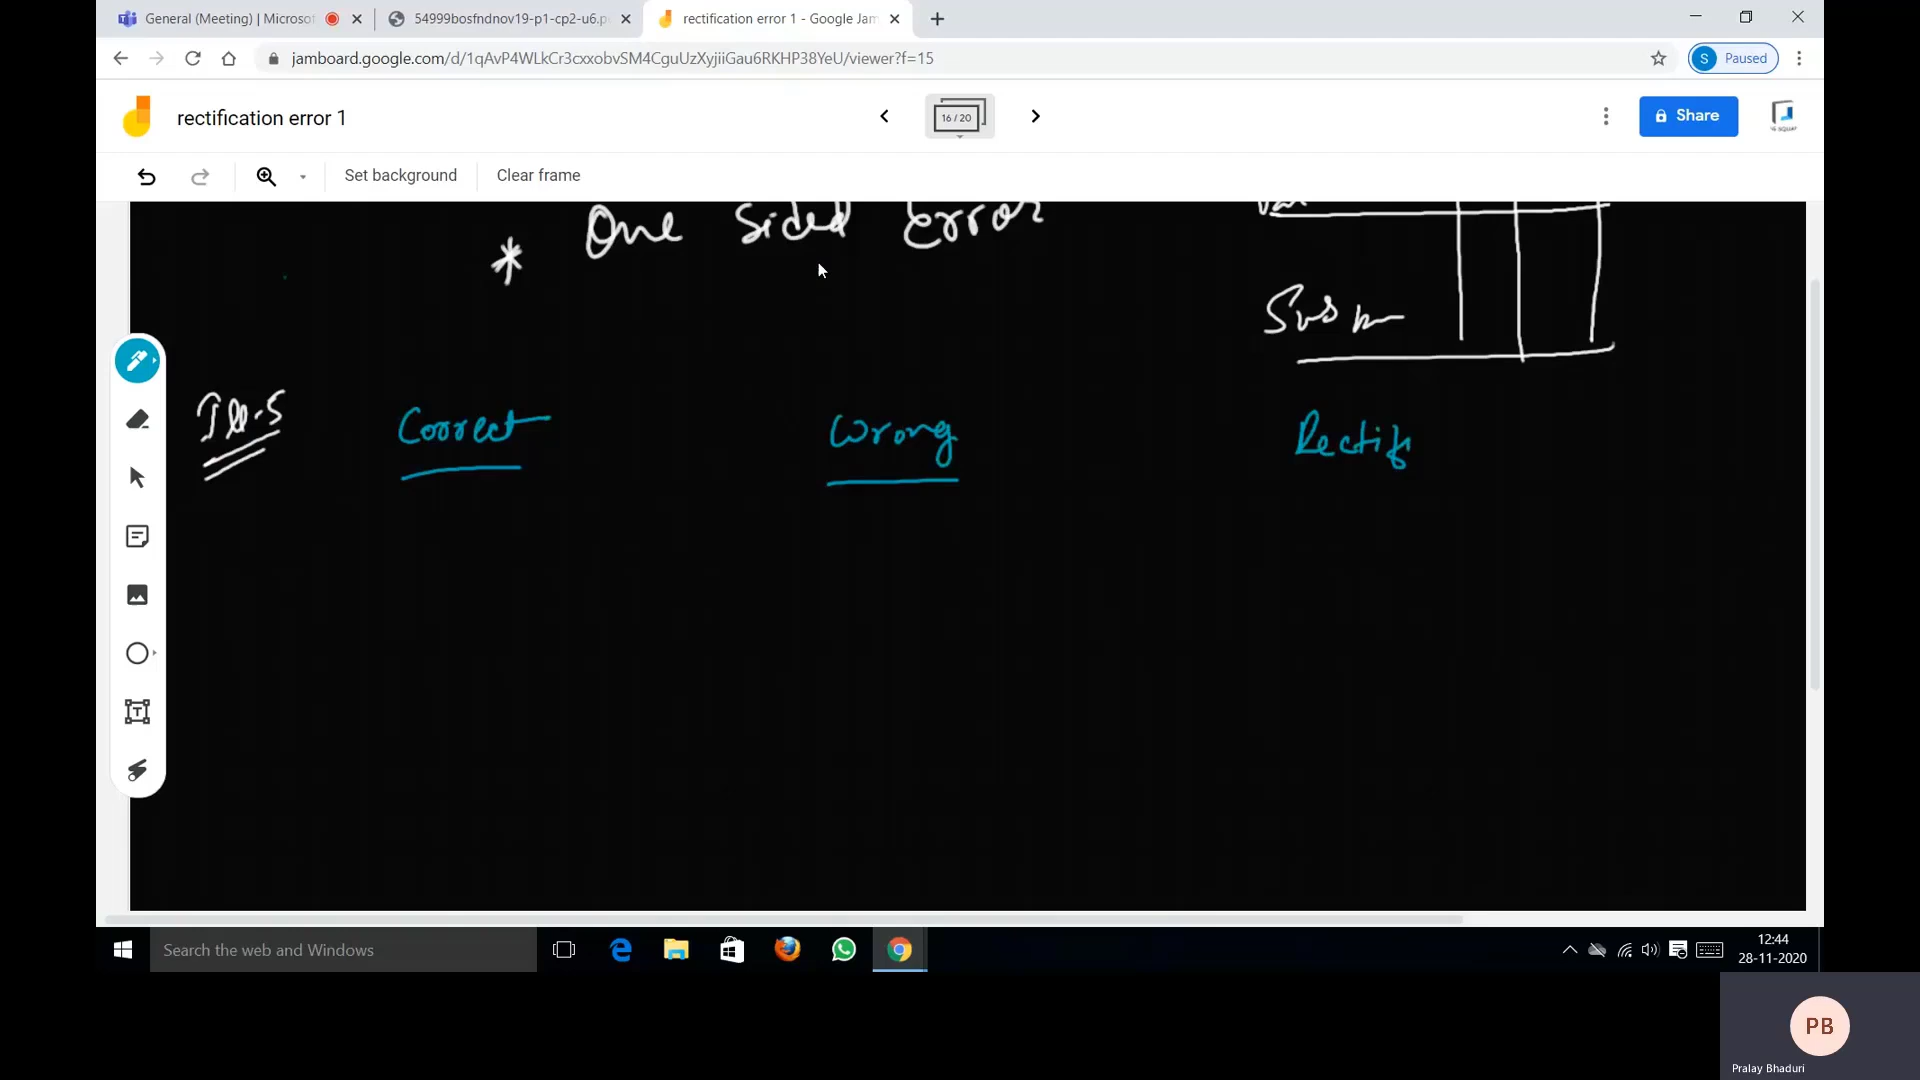 General (Meeting) | Microsof
54999bosfndnov19-p1-cp2-u6.p
rectification error 1 - Google Jam
jamboard.google.com/d/1qAvP4WLkCr3cxxobvSM4CguUzXyjiiGau6RKHP38YeU/viewer?f=15
S Paused
rectification error 1
16 / 20
Share
Set background
Clear frame
* One Sided Error
Sus
Ill.5
Correct
Wrong
Rectif
Search the web and Windows
12:44
28-11-2020
PB
Pralay Bhaduri